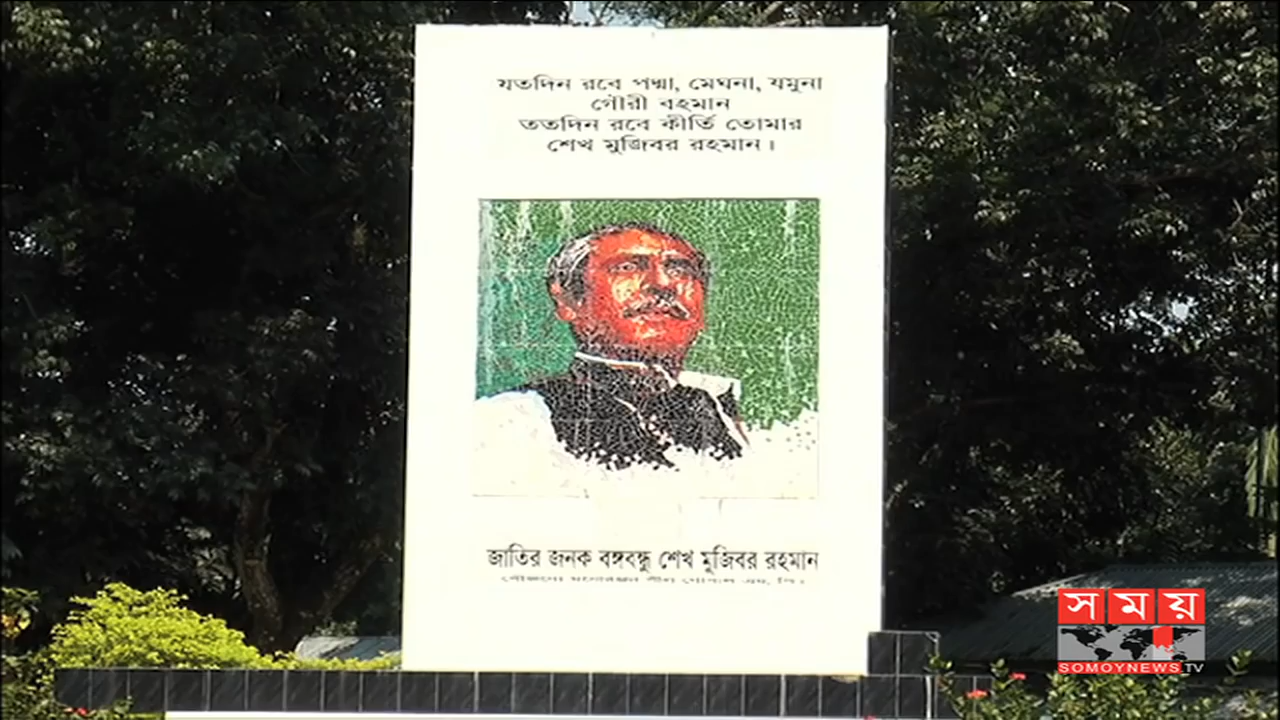 যতদিন রবে পদ্মা, মেঘনা, যমুনা
গৌরী বহমান
ততদিন রবে কীর্তি তোমার
শেখ মুজিবর রহমান।
জাতির জনক বঙ্গবন্ধু শেখ মুজিবর রহমান
সময়
SOMOYNEWS.TV